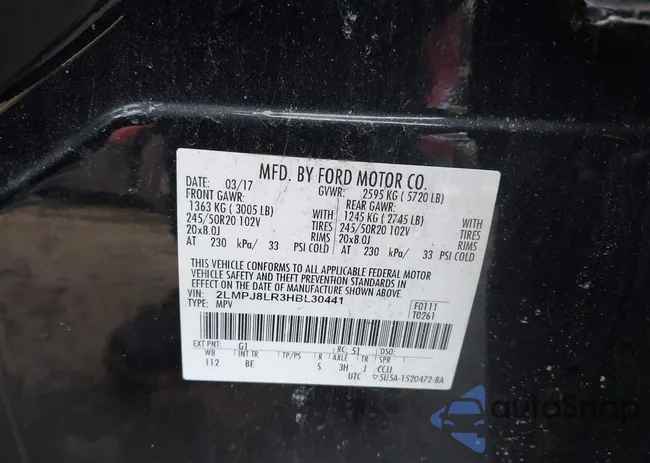 MFD. BY FORD MOTOR CO.
DATE: 03/17 GVWR: 2595 KG ( 5720 LB)
FRONT GAWR: REAR GAWR:
1363 KG ( 3005 LB) WITH 1245 KG ( 2745 LB) WITH
245/50R20 102V TIRES 245/50R20 102V TIRES
20x8.0J RIMS 20x8.0J RIMS
AT 230 kPa/ 33 PSI COLD AT 230 kPa/ 33 PSI COLD
THIS VEHICLE CONFORMS TO ALL APPLICABLE FEDERAL MOTOR
VEHICLE SAFETY AND THEFT PREVENTION STANDARDS IN
EFFECT ON THE DATE OF MANUFACTURE SHOWN ABOVE.
VIN: 2LMPJ8LR3HBL30441 F0111
TYPE: MPV T0261
EXT PNT: G1 RC: 51 DSO:
WB INT TR TP/PS R AXLE TR SPR
112 BE S 3H J CCJJ
UTC 5U5A-1520472-BA
autoSnap